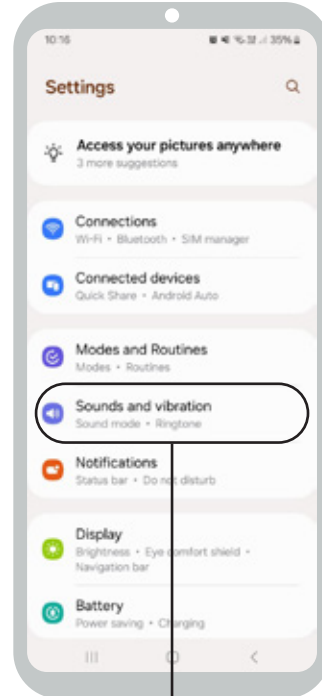 10:16
35%
Settings
Access your pictures anywhere
3 more suggestions
Connections
Wi-Fi • Bluetooth • SIM manager
Connected devices
Quick Share • Android Auto
Modes and Routines
Modes • Routines
Sounds and vibration
Sound mode • Ringtone
Notifications
Status bar • Do not disturb
Display
Brightness • Eye comfort shield •
Navigation bar
Battery
Power saving • Charging